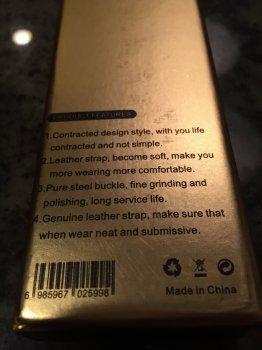 PRODUCT FEATURES
1.Contracted design style, with you life
contracted and not simple.
2.Leather strap, become soft, make you
more wearing more comfortable.
3.Pure steel buckle, fine grinding and
polishing, long service life.
4.Genuine leather strap, make sure that
when wear neat and submissive.
6 985967 025998
Made in China